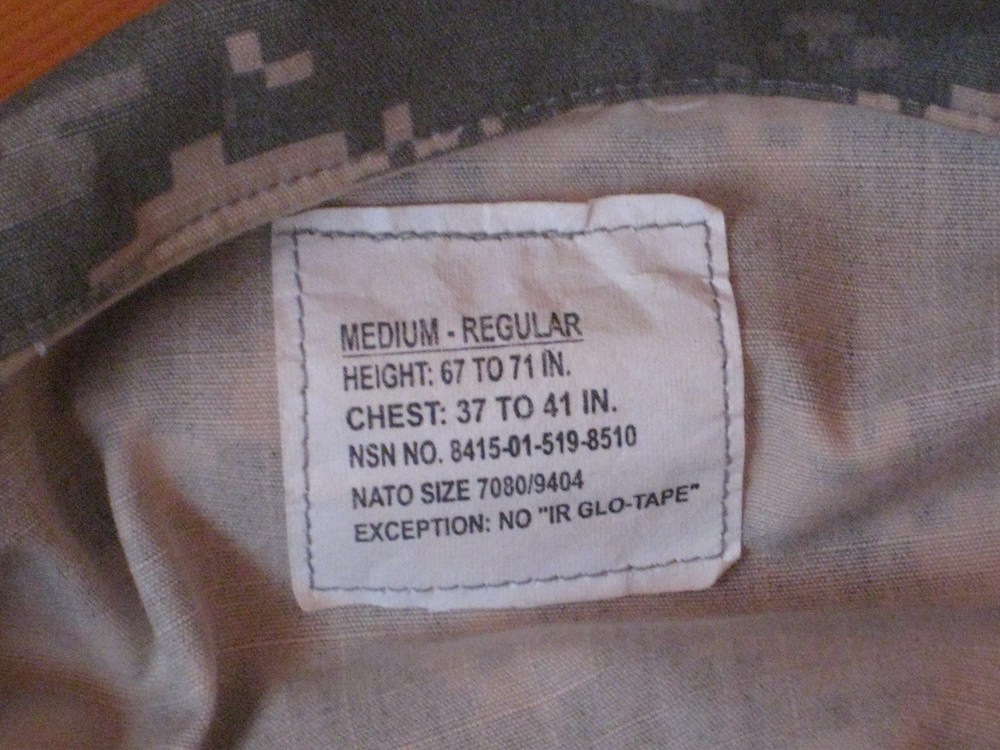 MEDIUM - REGULAR
HEIGHT: 67 TO 71 IN.
CHEST: 37 TO 41 IN.
NSN NO. 8415-01-519-8510
NATO SIZE 7080/9404
EXCEPTION: NO "IR GLO-TAPE"